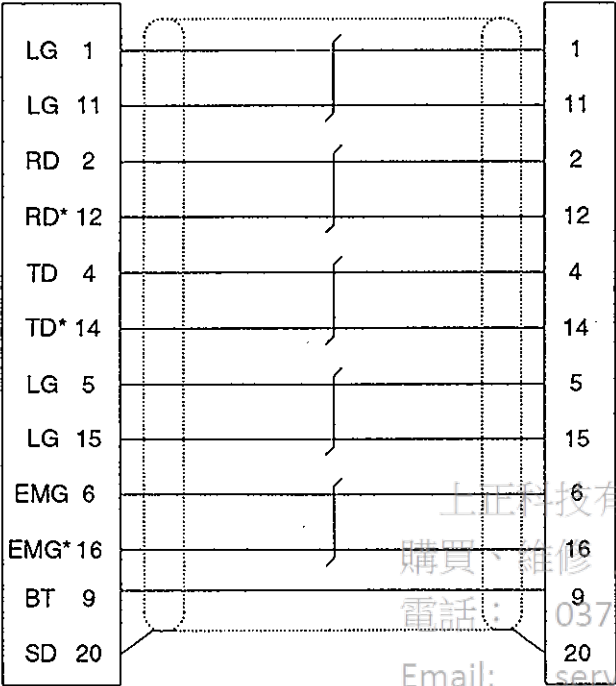 LG 1 1
LG 11 11
RD 2 2
RD* 12 12
TD 4 4
TD* 14 14
LG 5 5
LG 15 15
EMG 6 6
上正科技有
EMG* 16 16
購買、維修
BT 9 9
電話： 037
SD 20 20
Email: serv